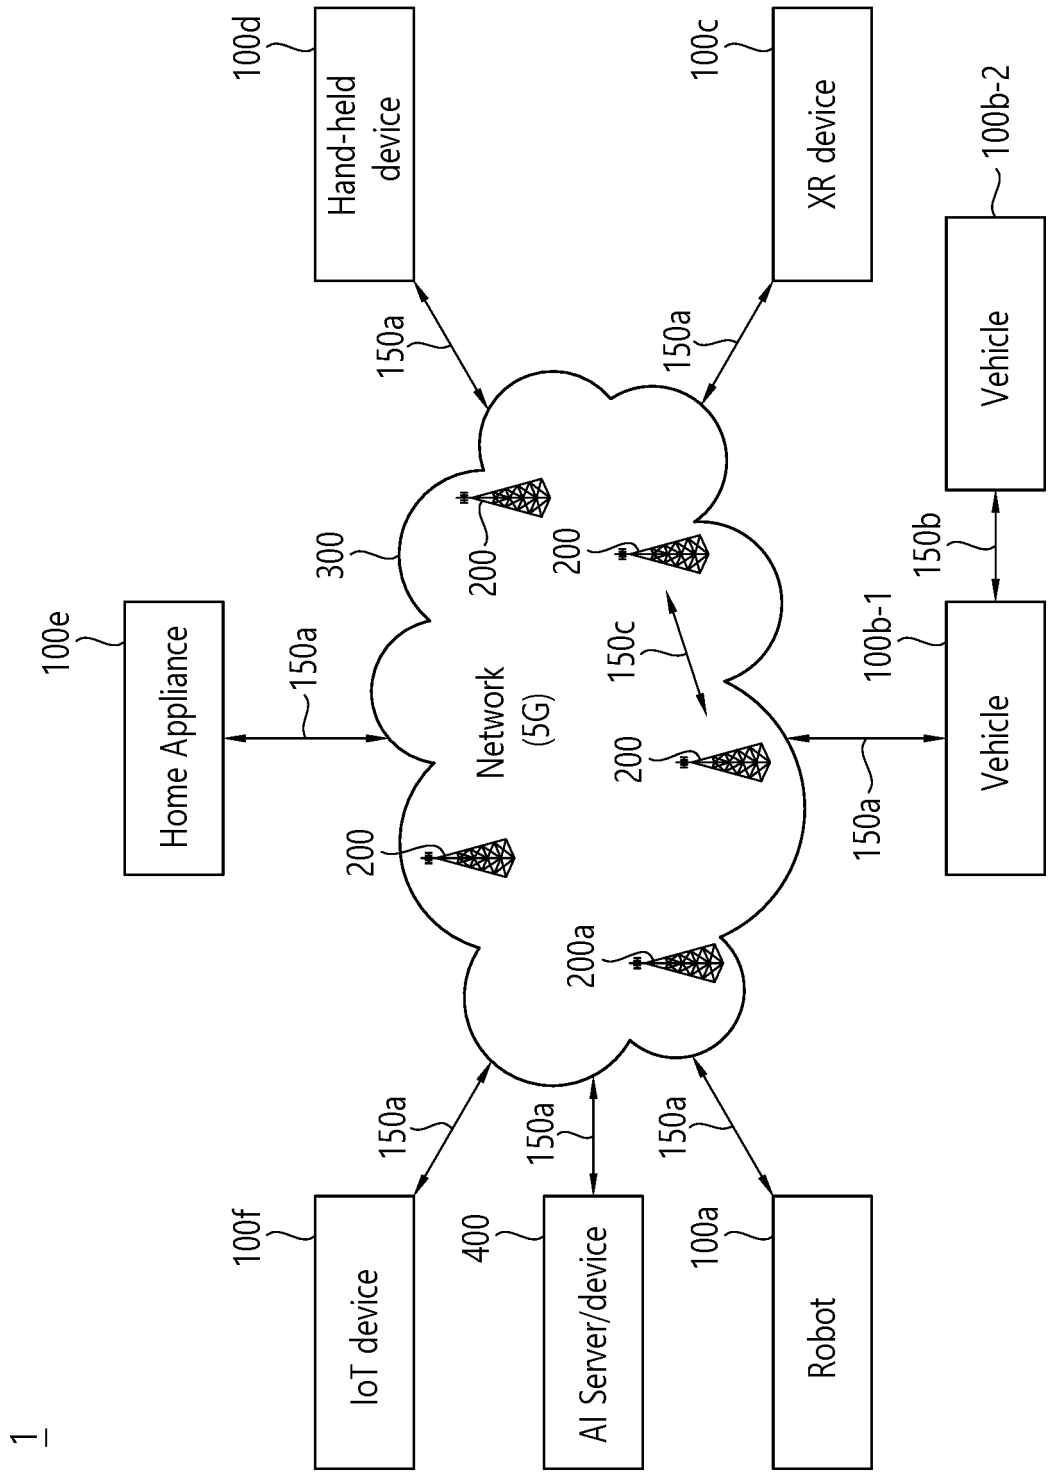 1
100e
Home Appliance
150a
100f
IoT device
150a
300
100d
Hand-held
device
150a
400
AI Server/device
150a
200
200
Network
(5G)
200a
200
150c
200
100a
Robot
150a
100c
XR device
150a
150a
100b-1
Vehicle
150b
100b-2
Vehicle